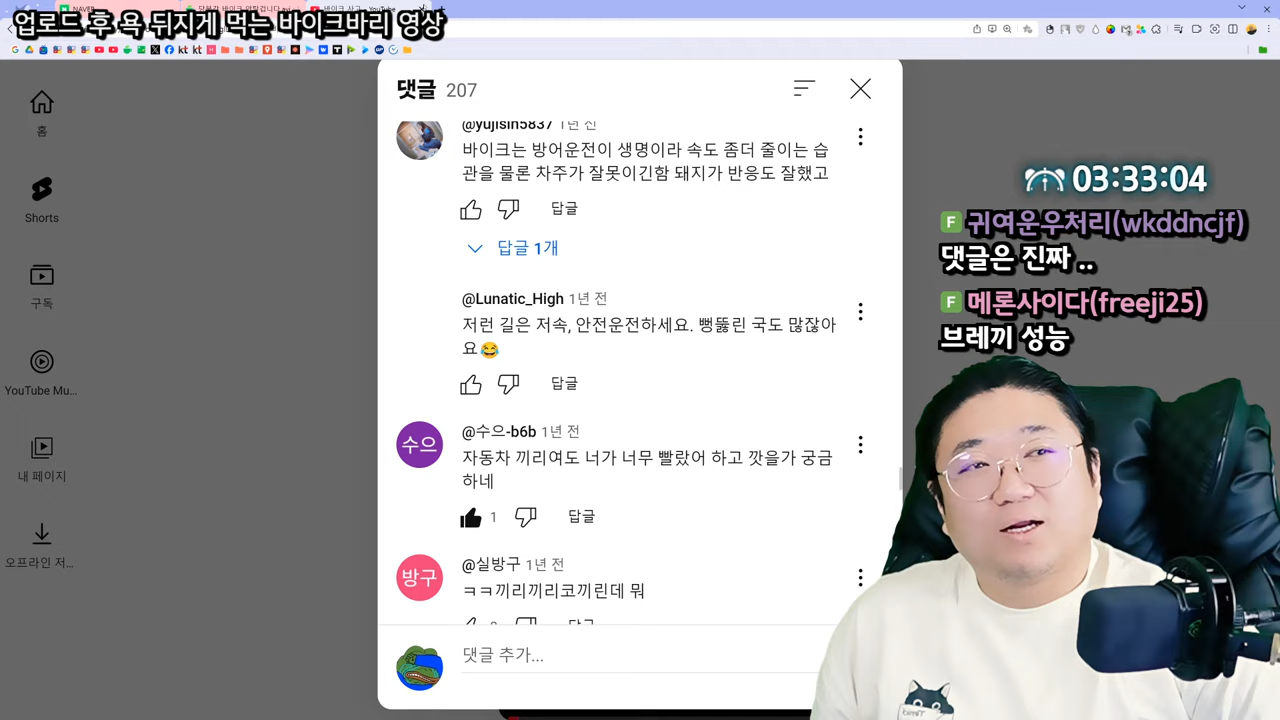 업로드 후 욕 뒤지게 먹는 바이크바리 영상
NAVER
YouTube
댓글 207
홈
Shorts
구독
YouTube Mu...
내 페이지
오프라인 저...
@yujisin5837 1년 전
바이크는 방어운전이 생명이라 속도 좀더 줄이는 습
관을 물론 차주가 잘못이긴함 돼지가 반응도 잘했고
답글
답글 1개
@Lunatic_High 1년 전
저런 길은 저속, 안전운전하세요. 뻥뚫린 국도 많잖아
요😂
답글
수으
@수으-b6b 1년 전
자동차 끼리여도 너가 너무 빨랐어 하고 깟을가 궁금
하네
1
답글
방구
@실방구 1년 전
ㅋㅋ끼리끼리코끼린데 뭐
답글
댓글 추가...
03:33:04
F 귀여운우처리(wkddncjf)
댓글은 진짜 ..
F 메론사이다(freeji25)
브레끼 성능